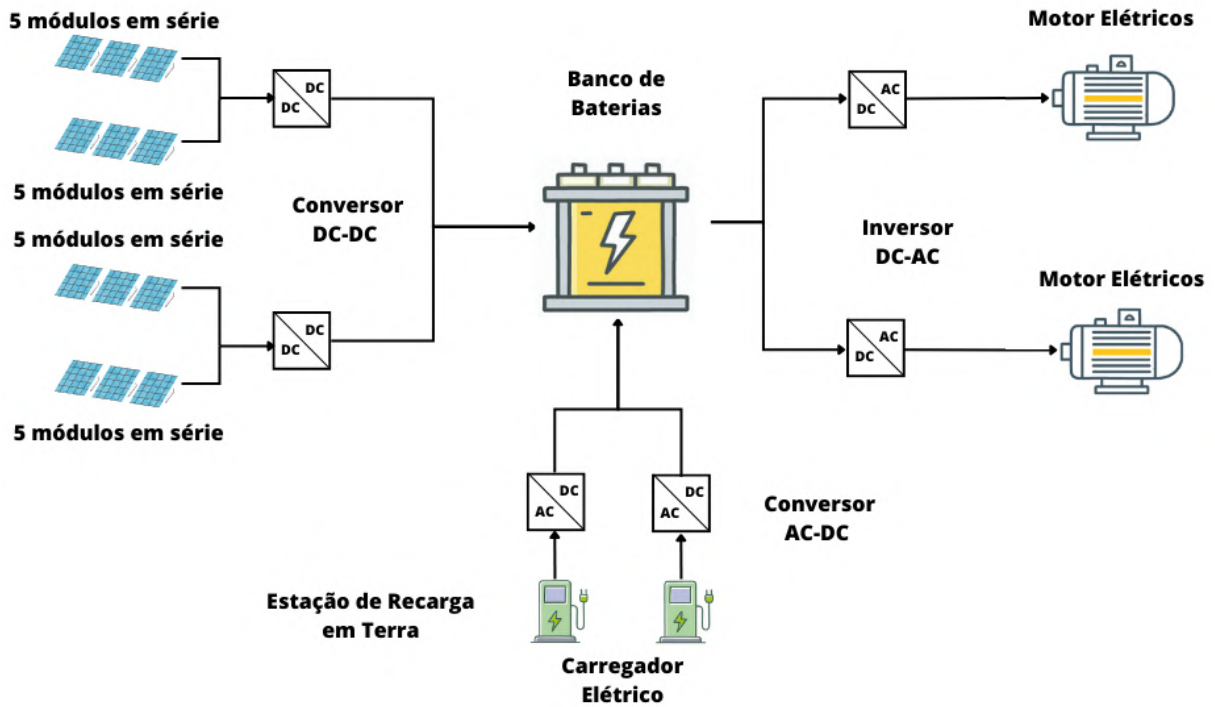 5 módulos em série
Motor Elétricos
Banco de
Baterias
DC
DC
AC
DC
5 módulos em série
Conversor
DC-DC
5 módulos em série
Inversor
DC-AC
Motor Elétricos
DC
DC
AC
DC
5 módulos em série
DC
AC
DC
AC
Conversor
AC-DC
Estação de Recarga
em Terra
Carregador
Elétrico